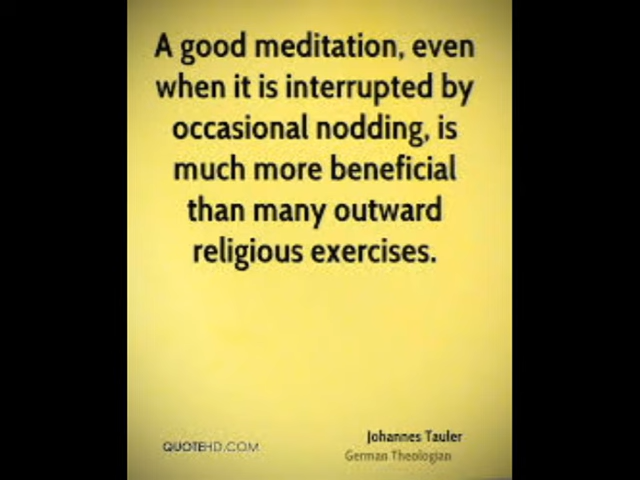 A good meditation, even
when it is interrupted by
occasional nodding, is
much more beneficial
than many outward
religious exercises.
Johannes Tauler
QUOTEHD.COM
German Theologian